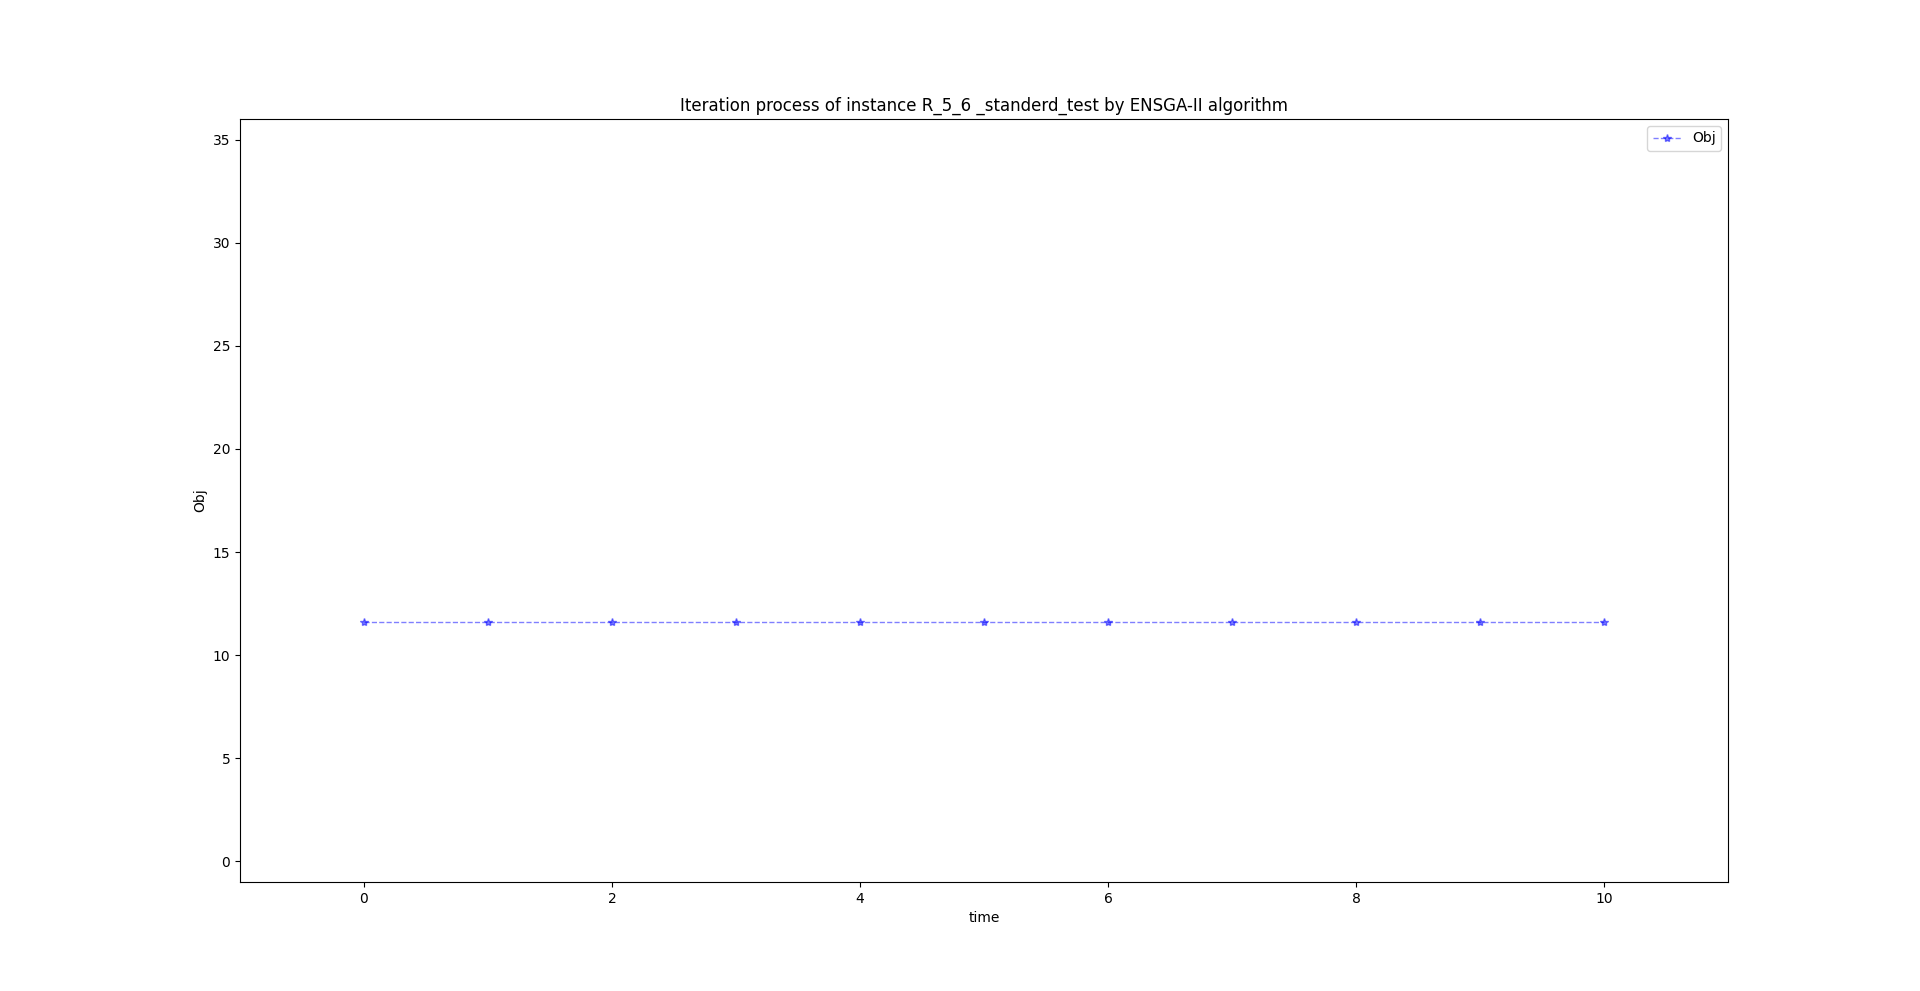 Iteration process of instance R_5_6 _standerd_test by ENSGA-II algorithm
Obj
35
30
25
20
15
10
5
0
Obj
0 2 4 6 8 10
time